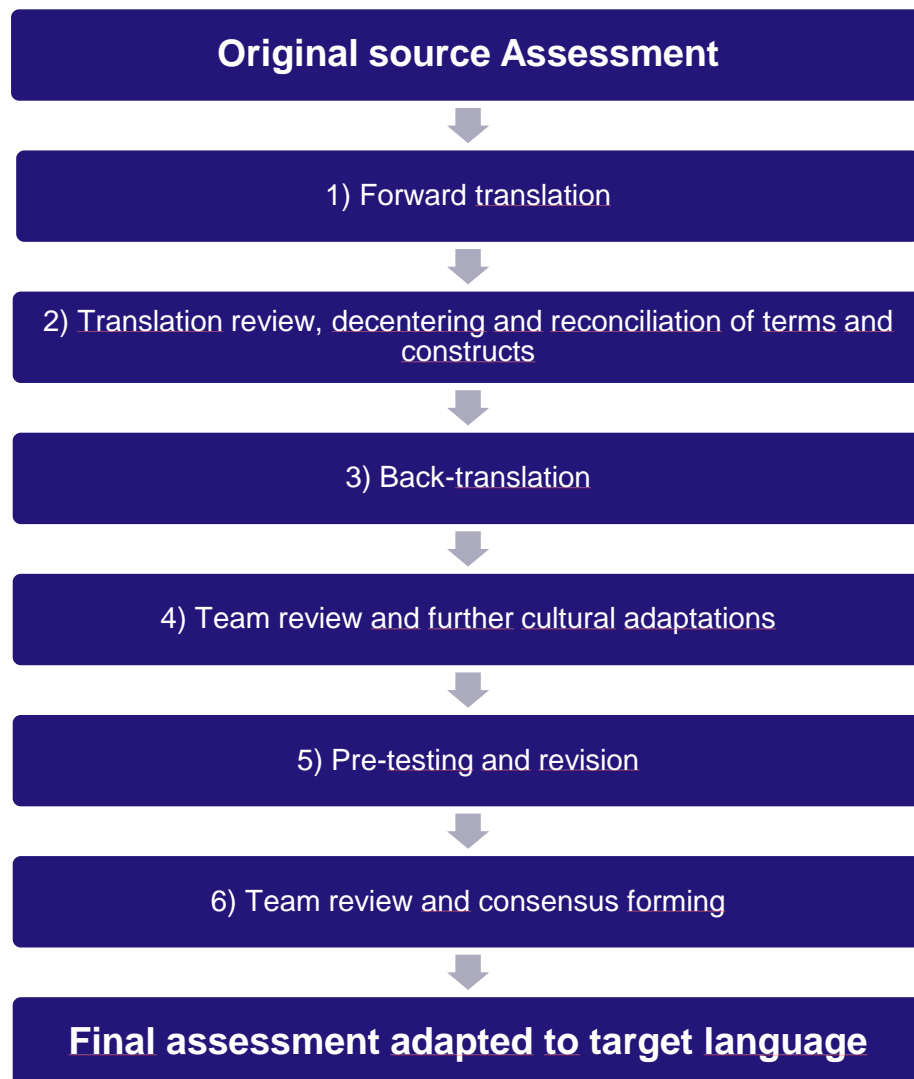 Original source Assessment
1) Forward translation
2) Translation review, decentering and reconciliation of terms and
constructs
3) Back-translation
4) Team review and further cultural adaptations
5) Pre-testing and revision
6) Team review and consensus forming
Final assessment adapted to target language